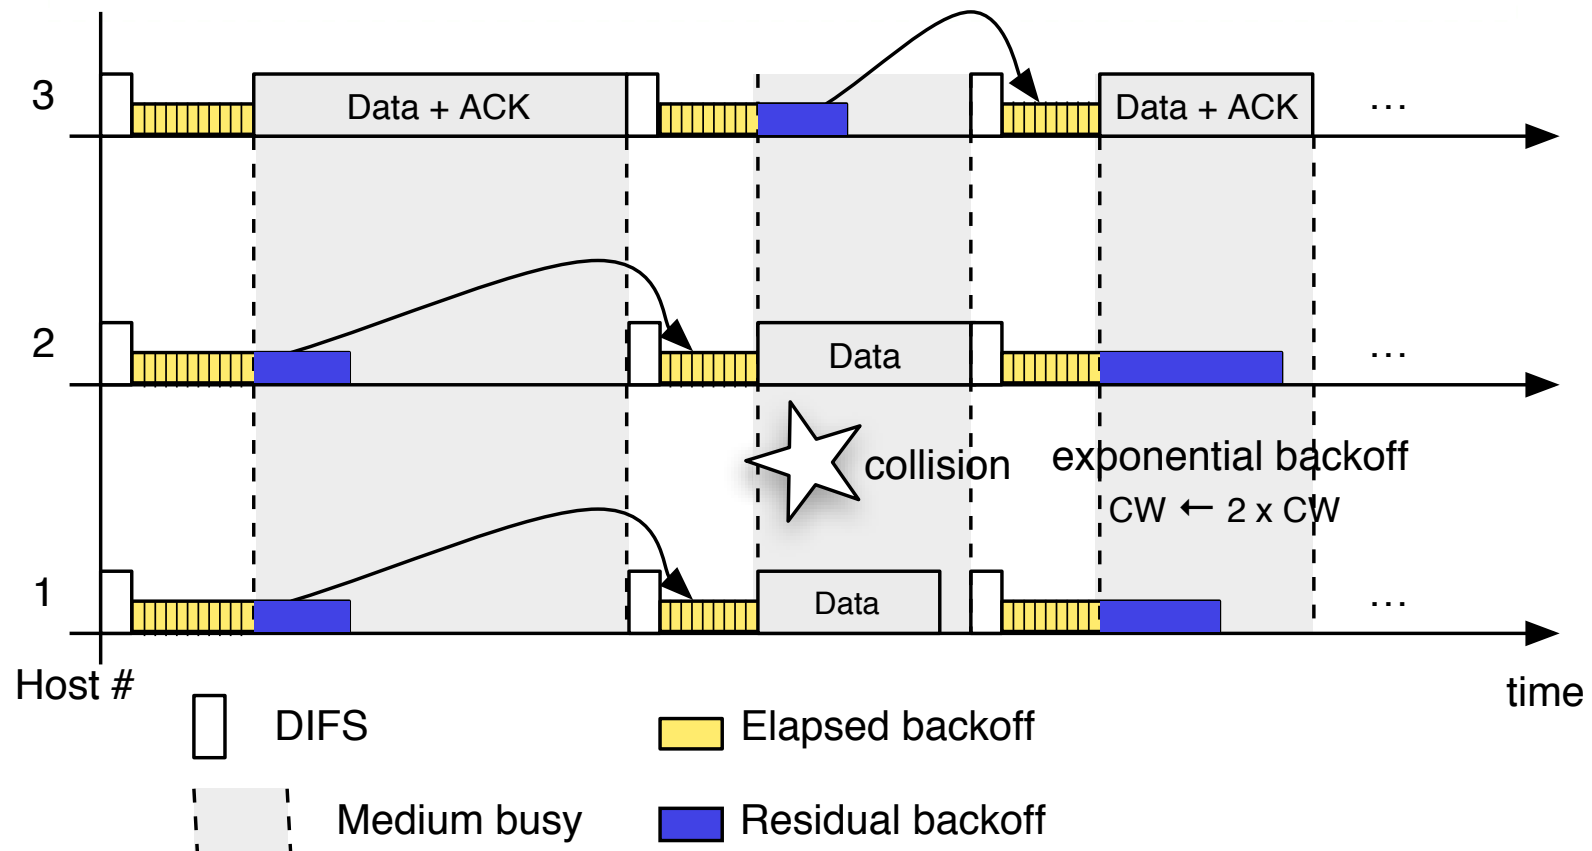 3
Data + ACK
Data + ACK
...
2
Data
...
collision
exponential backoff
CW ← 2 x CW
1
Data
...
Host #
time
DIFS
Elapsed backoff
Medium busy
Residual backoff